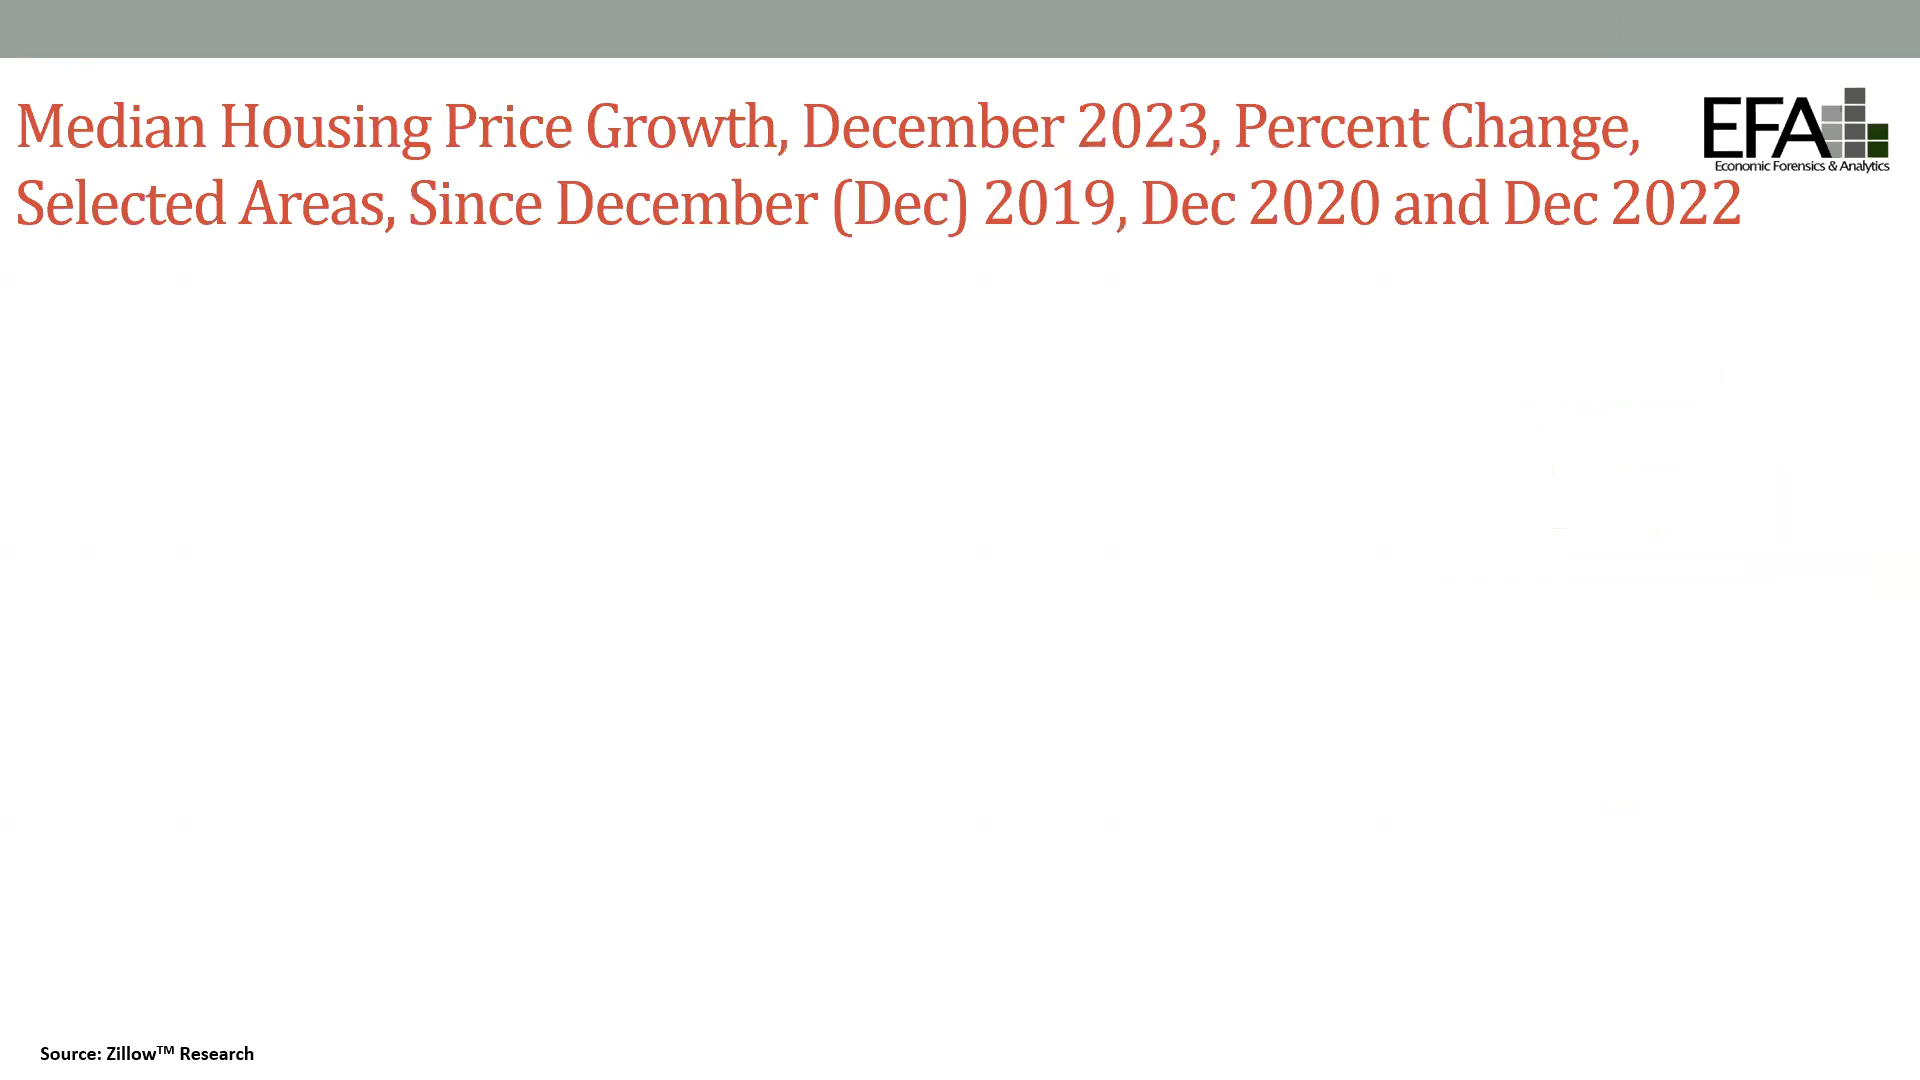 Median Housing Price Growth, December 2023, Percent Change,
Selected Areas, Since December (Dec) 2019, Dec 2020 and Dec 2022
EFA
Economic Forensics & Analytics
Source: Zillow™ Research